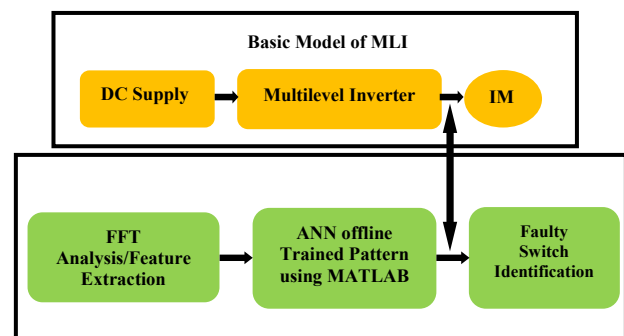 Basic Model of MLI
DC Supply
Multilevel Inverter
IM
FFT
Analysis/Feature
Extraction
ANN offline
Trained Pattern
using MATLAB
Faulty
Switch
Identification